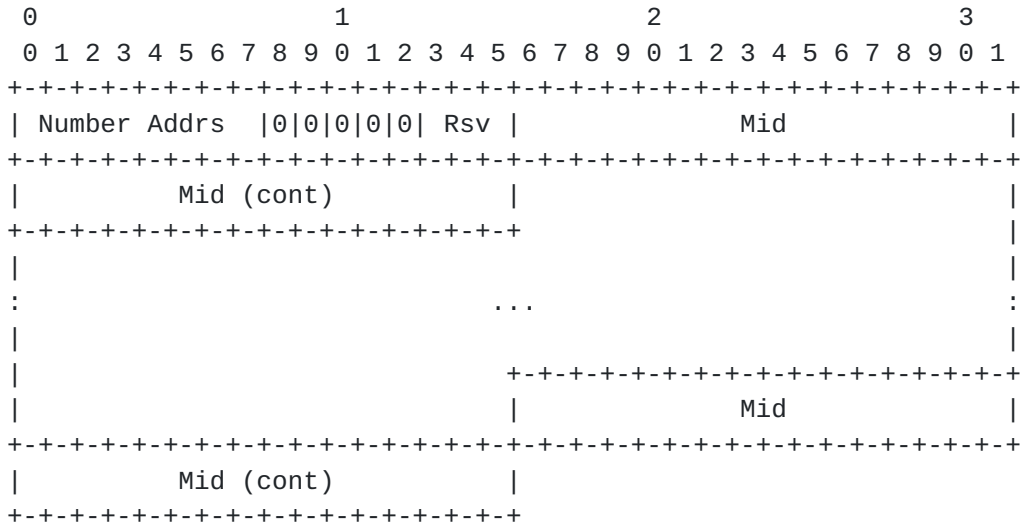 0                   1                   2                   3
 0 1 2 3 4 5 6 7 8 9 0 1 2 3 4 5 6 7 8 9 0 1 2 3 4 5 6 7 8 9 0 1
+-+-+-+-+-+-+-+-+-+-+-+-+-+-+-+-+-+-+-+-+-+-+-+-+-+-+-+-+-+-+-+-+
| Number Addrs  |0|0|0|0|0| Rsv |              Mid              |
+-+-+-+-+-+-+-+-+-+-+-+-+-+-+-+-+-+-+-+-+-+-+-+-+-+-+-+-+-+-+-+-+
|          Mid (cont)           |                               |
+-+-+-+-+-+-+-+-+-+-+-+-+-+-+-+-+                               |
|                                                               |
:                              ...                              :
|                                                               |
|                               +-+-+-+-+-+-+-+-+-+-+-+-+-+-+-+-+
|                               |              Mid              |
+-+-+-+-+-+-+-+-+-+-+-+-+-+-+-+-+-+-+-+-+-+-+-+-+-+-+-+-+-+-+-+-+
|          Mid (cont)           |
+-+-+-+-+-+-+-+-+-+-+-+-+-+-+-+-+